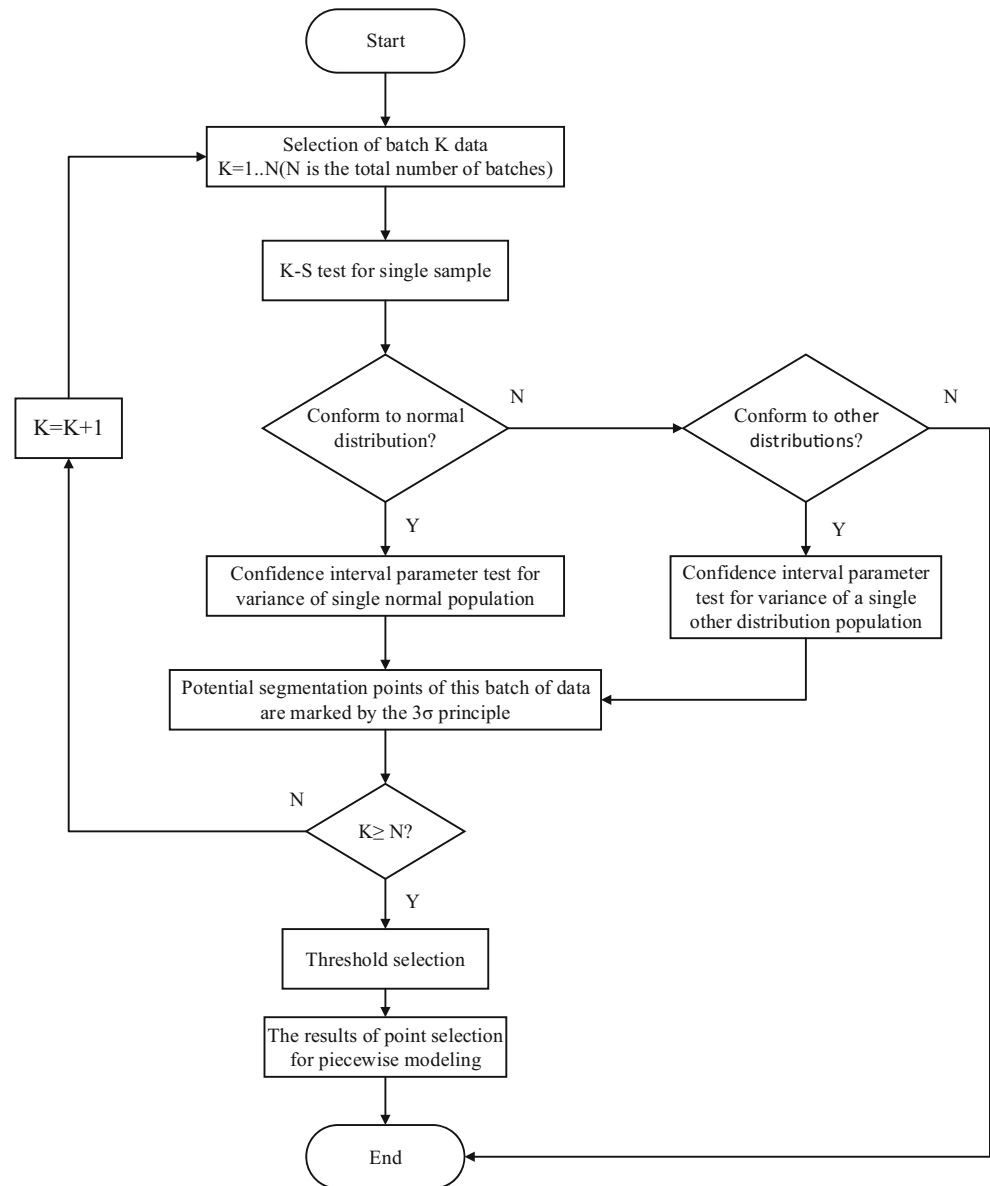 Start
Selection of batch K data
K=1..N(N is the total number of batches)
K-S test for single sample
Conform to normal
distribution?
N
Conform to other
distributions?
N
K=K+1
Y
Y
Confidence interval parameter test for
variance of single normal population
Confidence interval parameter
test for variance of a single
other distribution population
Potential segmentation points of this batch of data
are marked by the 3σ principle
N
K≥ N?
Y
Threshold selection
The results of point selection
for piecewise modeling
End